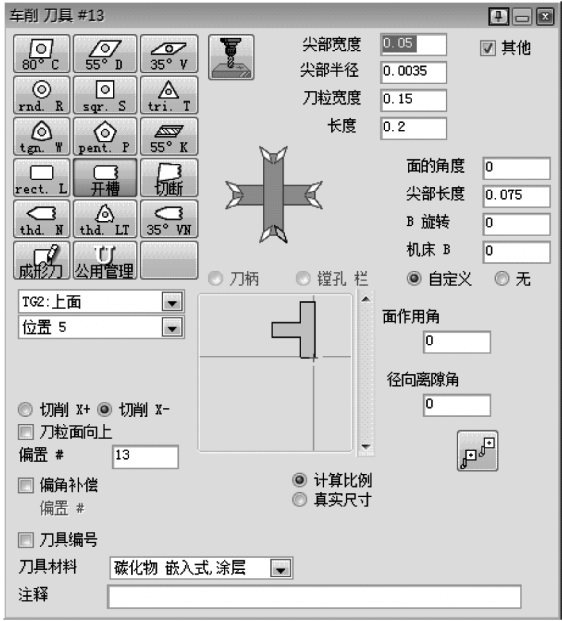 车削 刀具 #13
80° C
55° D
35° V
尖部宽度 0.05
其他
尖部半径 0.0035
rnd. R
sqr. S
tri. T
刀粒宽度 0.15
长度 0.2
tgn. W
pent. P
55° K
面的角度 0
rect. L
开槽
切断
尖部长度 0.075
thd. N
thd. LT
35° VN
B 旋转 0
机床 B 0
成形刀
公用管理
刀柄
镗孔 栏
自定义
无
TG2:上面
位置 5
面作用角
0
径向离隙角
0
切削 X+
切削 X-
刀粒面向上
偏置 # 13
偏角补偿
偏置 #
计算比例
真实尺寸
刀具编号
刀具材料 碳化物 嵌入式,涂层
注释